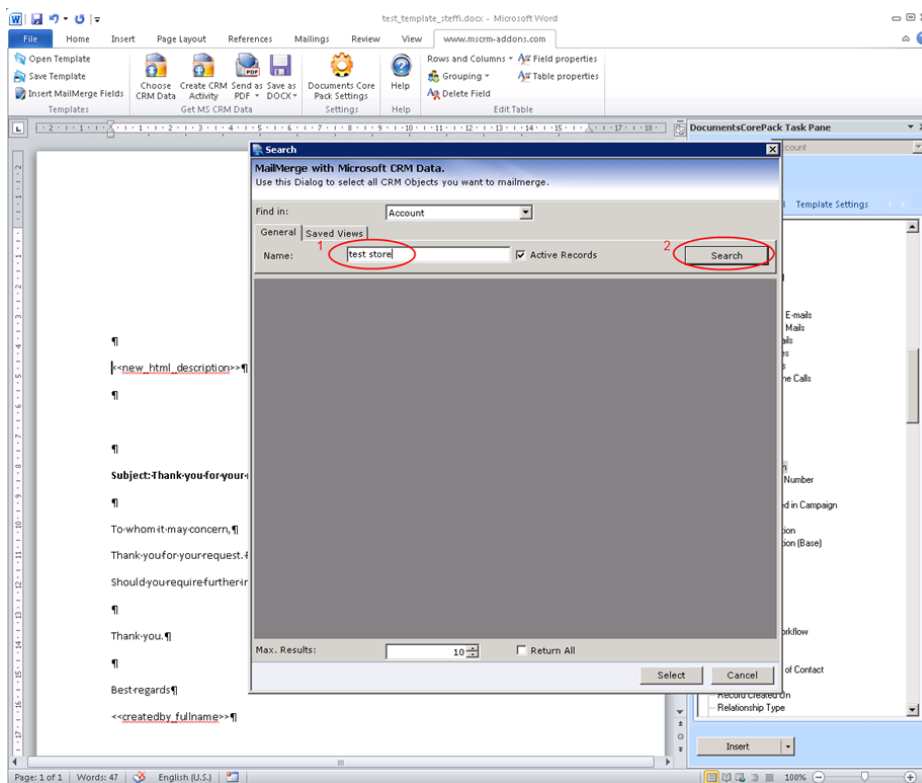 test_template_steffi.docx - Microsoft Word
File Home Insert Page Layout References Mailings Review View www.mscrm-addons.com
Open Template
Save Template
Insert MailMerge Fields
Templates
Choose CRM Data
Create CRM Activity
Send as PDF
Save as DOCX
Get MS CRM Data
Documents Core Pack Settings
Settings
Help
Help
Rows and Columns
Grouping
Delete Field
Field properties
Table properties
Edit Table
DocumentsCorePack Task Pane
Template Settings
Search
MailMerge with Microsoft CRM Data.
Use this Dialog to select all CRM Objects you want to mailmerge.
Find in: Account
General Saved Views
1
2
Name: test store Active Records Search
Max. Results: 10 Return All
Select Cancel
<<new_html_description>>¶
Subject:·Thank·you·for·your·
To·whom·it·may·concern,¶
Thank·you·for·your·request.
Should·you·require·further·
Thank·you.¶
Best·regards¶
<<createdby_fullname>>¶
E-mails
Mails
Number
in Campaign
(Base)
of Contact
Record Created On
Relationship Type
Insert
Page: 1 of 1 Words: 47 English (U.S.) 100%